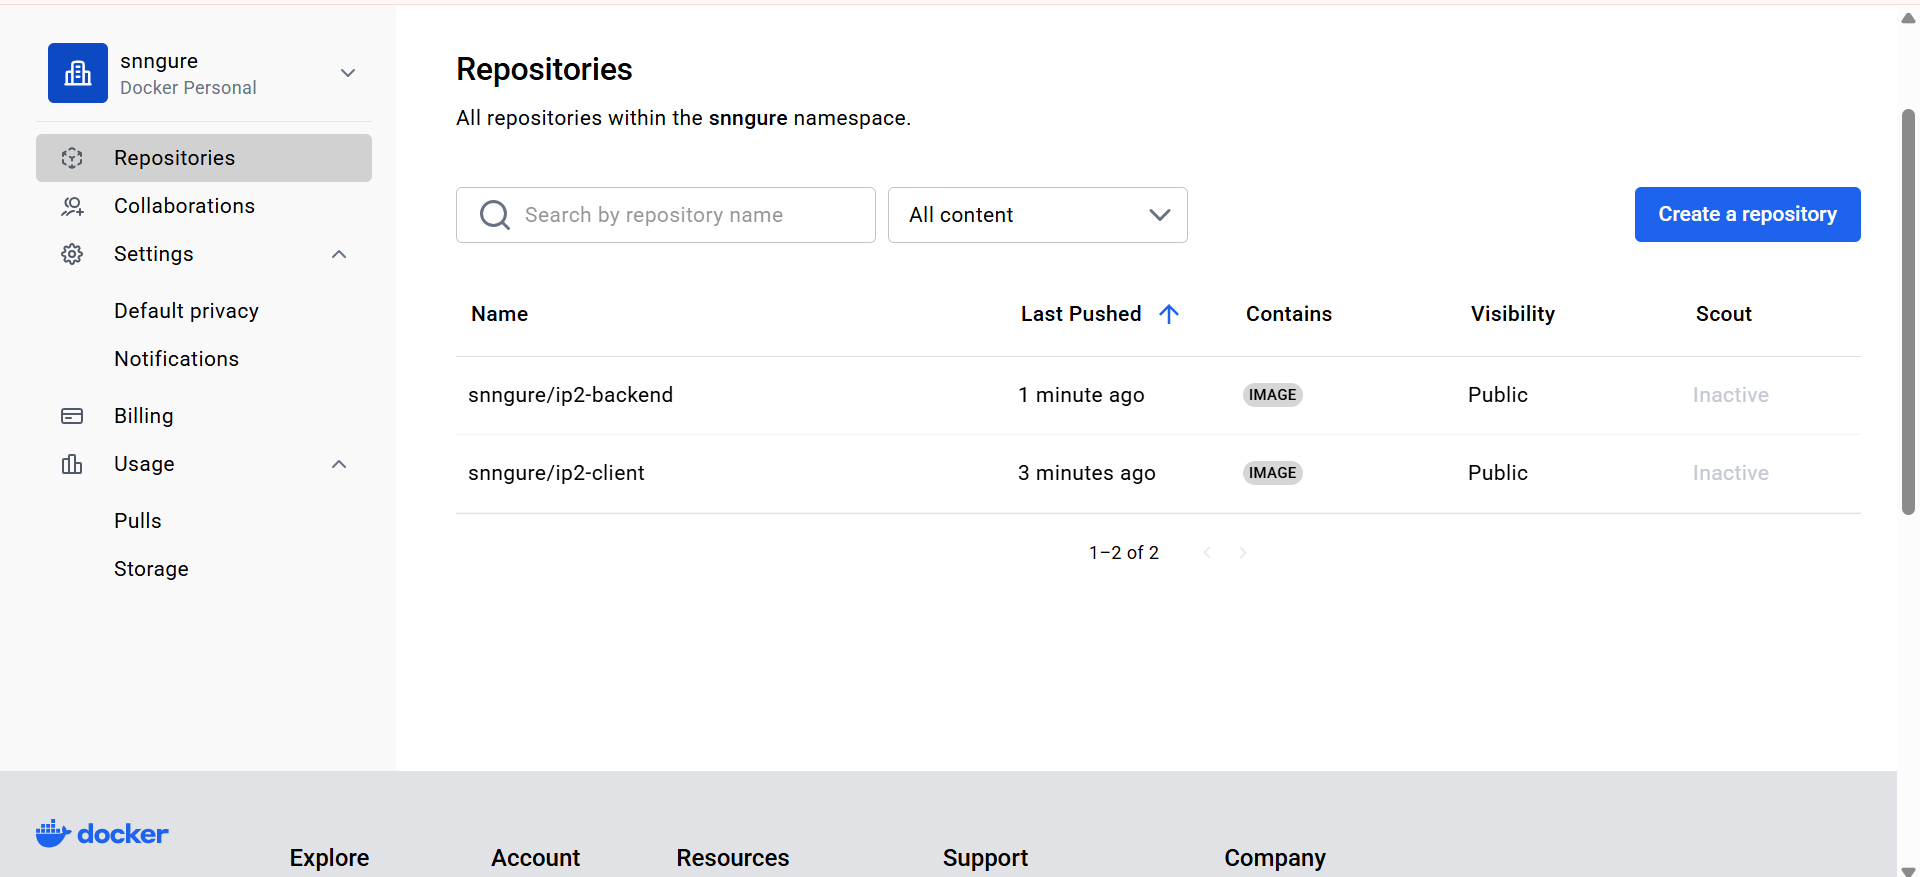 snngure
Docker Personal
Repositories
Collaborations
Settings
Default privacy
Notifications
Billing
Usage
Pulls
Storage
Repositories
All repositories within the snngure namespace.
Search by repository name
All content
Create a repository
Name Last Pushed Contains Visibility Scout
snngure/ip2-backend 1 minute ago IMAGE Public Inactive
snngure/ip2-client 3 minutes ago IMAGE Public Inactive
1–2 of 2
docker
Explore Account Resources Support Company